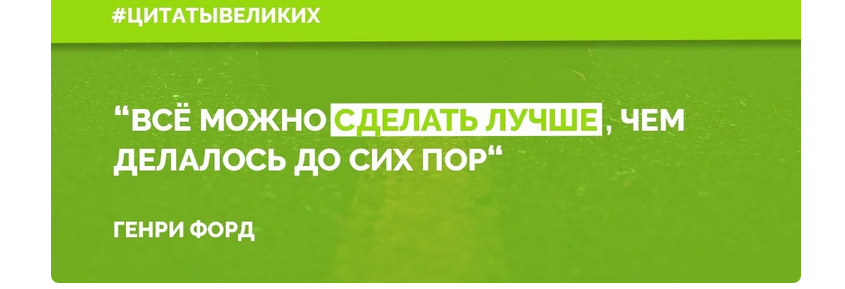 #ЦИТАТЫВЕЛИКИХ
“ВСЁ МОЖНО СДЕЛАТЬ ЛУЧШЕ, ЧЕМ
ДЕЛАЛОСЬ ДО СИХ ПОР“
ГЕНРИ ФОРД